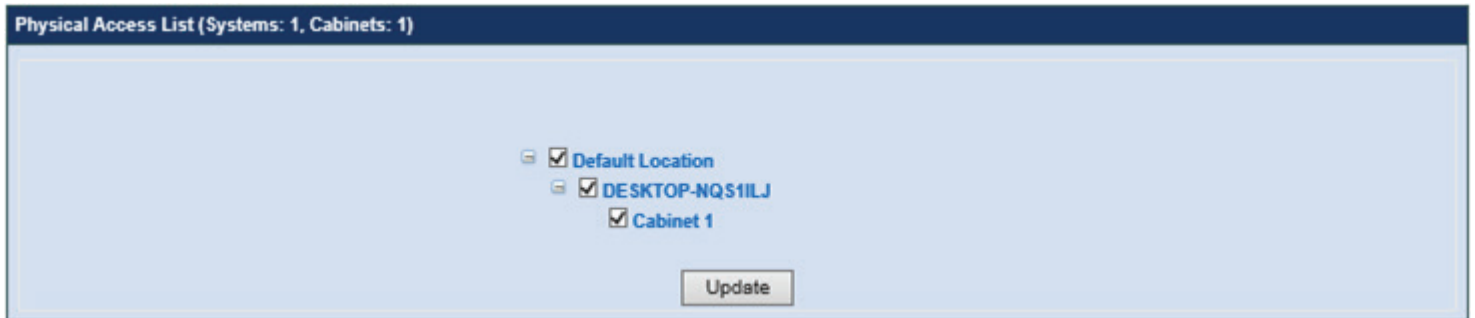 Physical Access List (Systems: 1, Cabinets: 1)
Default Location
DESKTOP-NQS1ILJ
Cabinet 1
Update